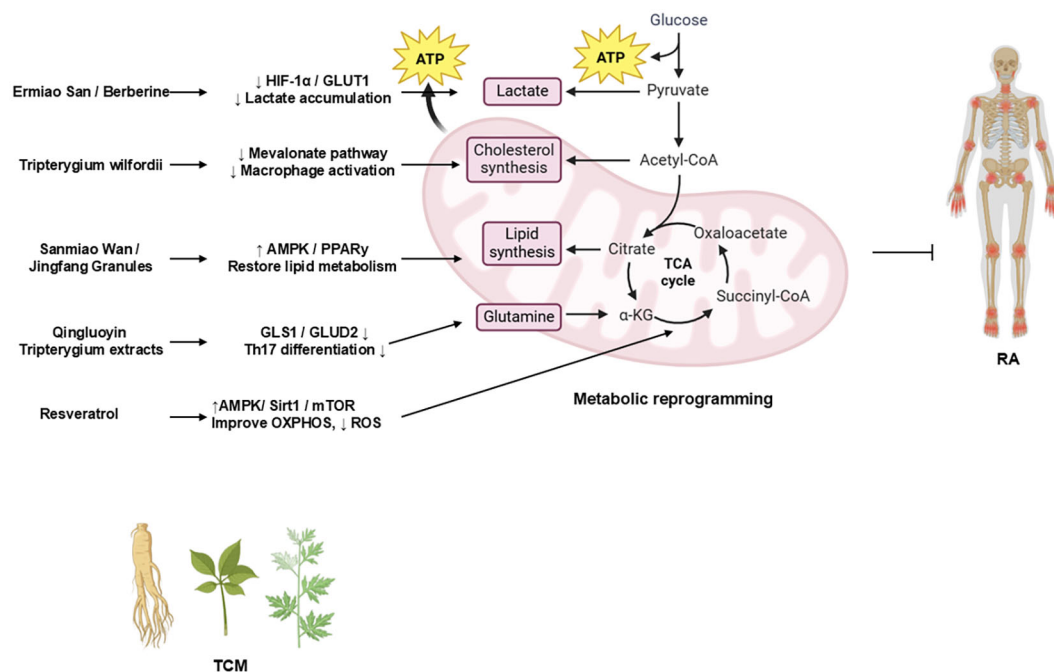 Glucose
ATP
ATP
Ermiao San / Berberine
↓ HIF-1α / GLUT1
↓ Lactate accumulation
Lactate
Pyruvate
Tripterygium wilfordii
↓ Mevalonate pathway
↓ Macrophage activation
Cholesterol
synthesis
Acetyl-CoA
Sanmiao Wan /
Jingfang Granules
↑ AMPK / PPARγ
Restore lipid metabolism
Lipid
synthesis
Citrate
Oxaloacetate
TCA
cycle
Succinyl-CoA
α-KG
Qingluoyin
Tripterygium extracts
GLS1 / GLUD2 ↓
Th17 differentiation ↓
Glutamine
RA
Resveratrol
↑AMPK/ Sirt1 / mTOR
Improve OXPHOS, ↓ ROS
Metabolic reprogramming
TCM